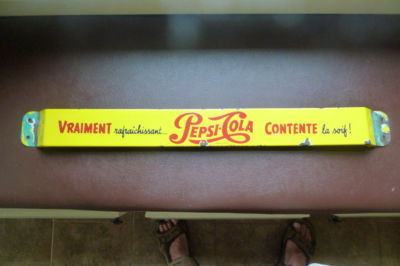 VRAIMENT rafraîchissant... PEPSI-COLA CONTENTE la soif!